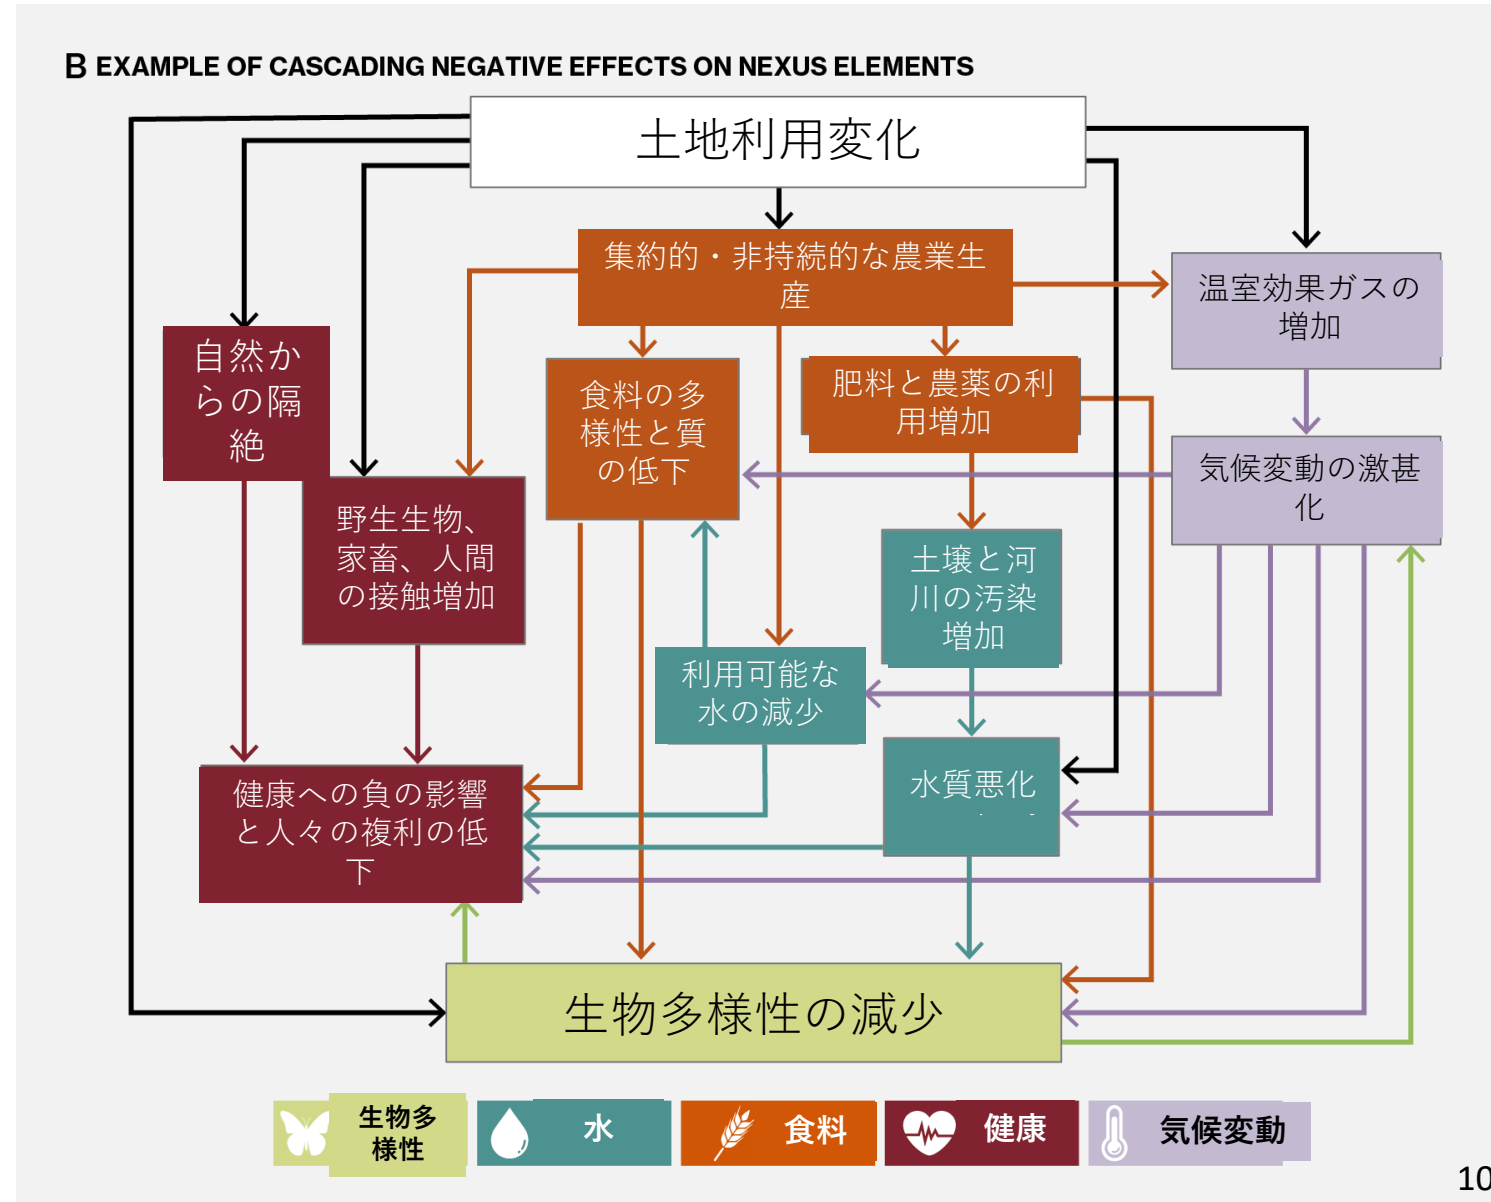 B EXAMPLE OF CASCADING NEGATIVE EFFECTS ON NEXUS ELEMENTS
土地利用変化
集約的・非持続的な農業生
産
温室効果ガスの
増加
自然か
らの隔
絶
食料の多
様性と質
の低下
肥料と農薬の利
用増加
気候変動の激甚
化
野生生物、
家畜、人間
の接触増加
土壌と河
川の汚染
増加
利用可能な
水の減少
水質悪化
健康への負の影響
と人々の複利の低
下
生物多様性の減少
生物多
様性
水
食料
健康
気候変動
10